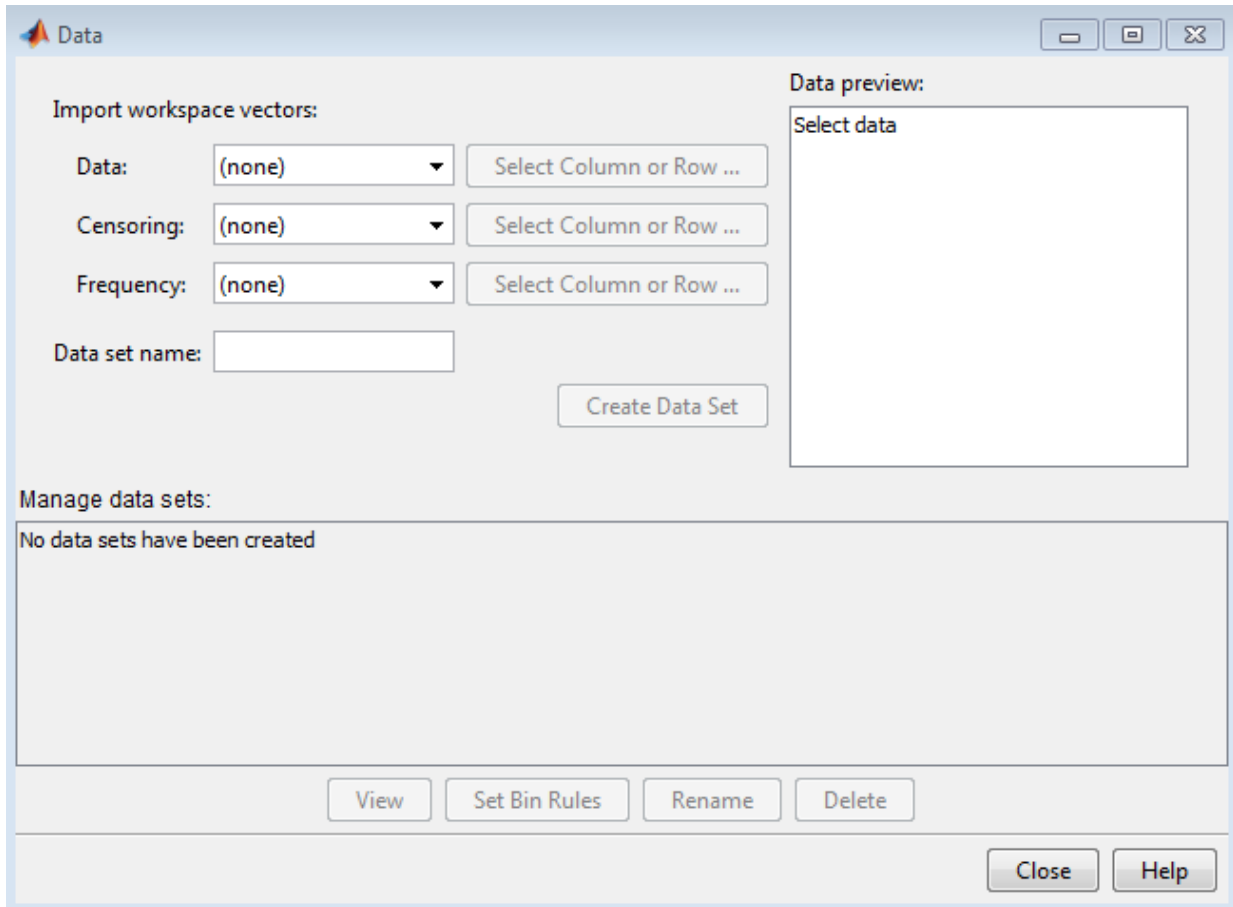 Data
Import workspace vectors:
Data: (none) Select Column or Row ...
Censoring: (none) Select Column or Row ...
Frequency: (none) Select Column or Row ...
Data set name:
Create Data Set
Data preview:
Select data
Manage data sets:
No data sets have been created
View Set Bin Rules Rename Delete
Close Help